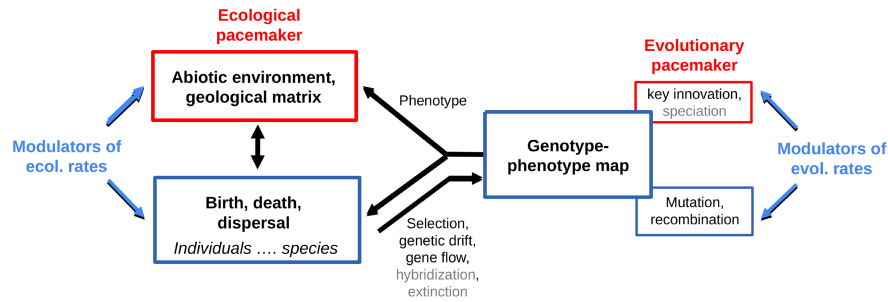 Ecological
pacemaker
Abiotic environment,
geological matrix
Modulators of
ecol. rates
Birth, death,
dispersal
Individuals .... species
Phenotype
Selection,
genetic drift,
gene flow,
hybridization,
extinction
Genotype-
phenotype map
Evolutionary
pacemaker
key innovation,
speciation
Modulators of
evol. rates
Mutation,
recombination